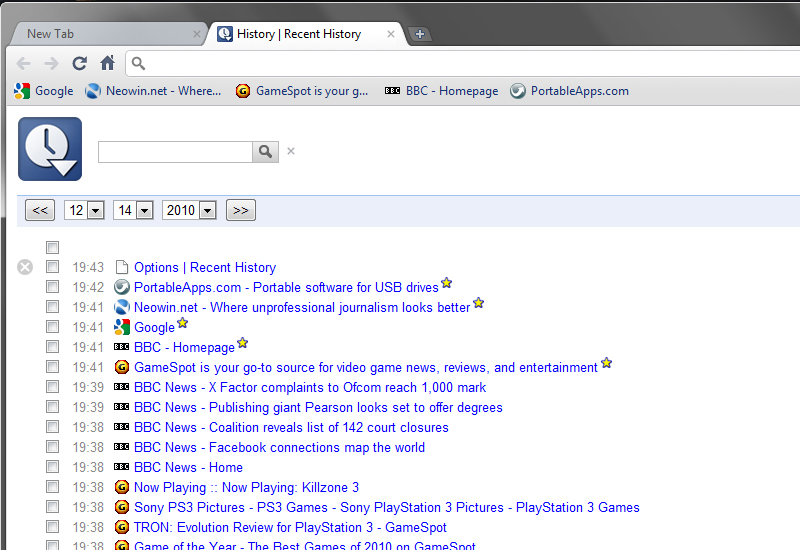 New Tab
History | Recent History
Google Neowin.net - Where... GameSpot is your g... BBC - Homepage PortableApps.com
<< 12 14 2010 >>
19:43 Options | Recent History
19:42 PortableApps.com - Portable software for USB drives
19:41 Neowin.net - Where unprofessional journalism looks better
19:41 Google
19:41 BBC - Homepage
19:41 GameSpot is your go-to source for video game news, reviews, and entertainment
19:39 BBC News - X Factor complaints to Ofcom reach 1,000 mark
19:39 BBC News - Publishing giant Pearson looks set to offer degrees
19:38 BBC News - Coalition reveals list of 142 court closures
19:38 BBC News - Facebook connections map the world
19:38 BBC News - Home
19:38 Now Playing :: Now Playing: Killzone 3
19:38 Sony PS3 Pictures - PS3 Games - Sony PlayStation 3 Pictures - PlayStation 3 Games
19:38 TRON: Evolution Review for PlayStation 3 - GameSpot
19:38 Game of the Year - The Best Games of 2010 on GameSpot